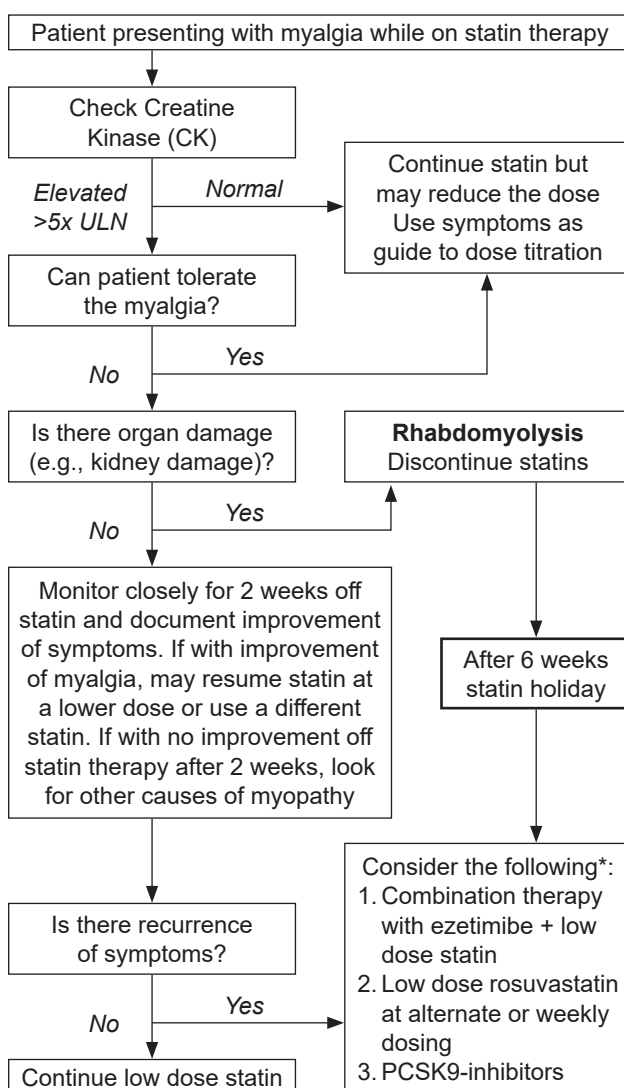 Patient presenting with myalgia while on statin therapy
Check Creatine
Kinase (CK)
Elevated
>5x ULN
Normal
Continue statin but
may reduce the dose
Use symptoms as
guide to dose titration
Can patient tolerate
the myalgia?
No
Yes
Is there organ damage
(e.g., kidney damage)?
Rhabdomyolysis
Discontinue statins
No
Yes
Monitor closely for 2 weeks off
statin and document improvement
of symptoms. If with improvement
of myalgia, may resume statin at
a lower dose or use a different
statin. If with no improvement off
statin therapy after 2 weeks, look
for other causes of myopathy
After 6 weeks
statin holiday
Is there recurrence
of symptoms?
No
Yes
Consider the following*:
1. Combination therapy
with ezetimibe + low
dose statin
2. Low dose rosuvastatin
at alternate or weekly
dosing
3. PCSK9-inhibitors
Continue low dose statin